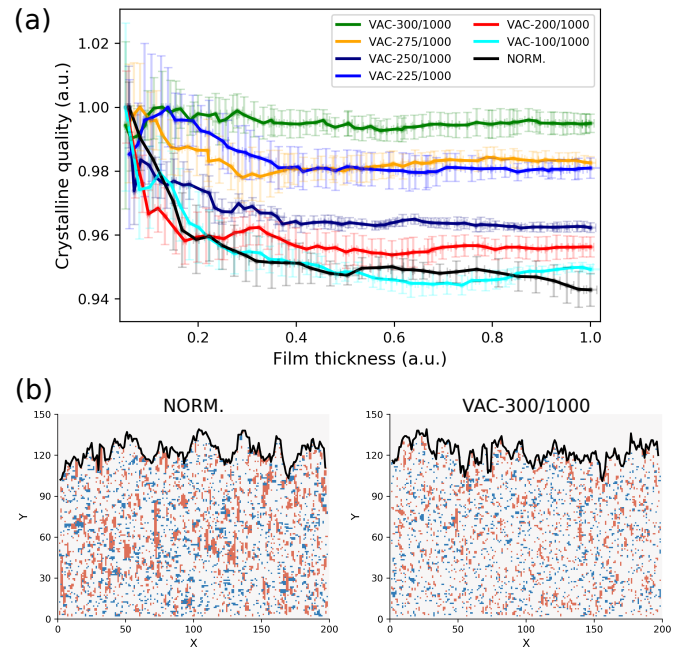 (a)
1.02
1.00
0.98
0.96
0.94
Crystalline quality (a.u.)
VAC-300/1000
VAC-275/1000
VAC-250/1000
VAC-225/1000
VAC-200/1000
VAC-100/1000
NORM.
0.2 0.4 0.6 0.8 1.0
Film thickness (a.u.)
(b)
NORM.
150
120
90
60
30
0
Y
0 50 100 150 200
X
VAC-300/1000
150
120
90
60
30
0
Y
0 50 100 150 200
X